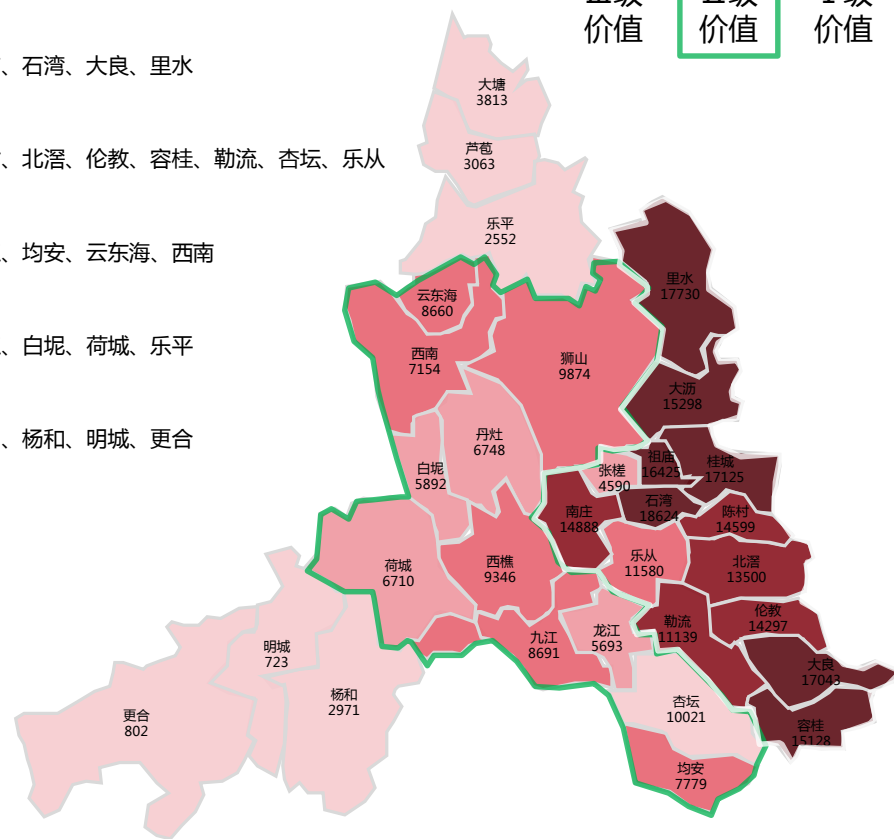 价值
价值
价值
、石湾、大良、里水
、北滘、伦教、容桂、勒流、杏坛、乐从
、均安、云东海、西南
、白坭、荷城、乐平
、杨和、明城、更合
大塘
3813
芦苞
3063
乐平
2552
里水
17730
云东海
8660
西南
7154
狮山
9874
大沥
15298
丹灶
6748
白坭
5892
张槎
4590
祖庙
16425
桂城
17125
石湾
18624
南庄
14888
陈村
14599
乐从
11580
北滘
13500
荷城
6710
西樵
9346
伦教
14297
勒流
11139
九江
8691
龙江
5693
明城
723
大良
17043
杨和
2971
更合
802
杏坛
10021
容桂
15128
均安
7779